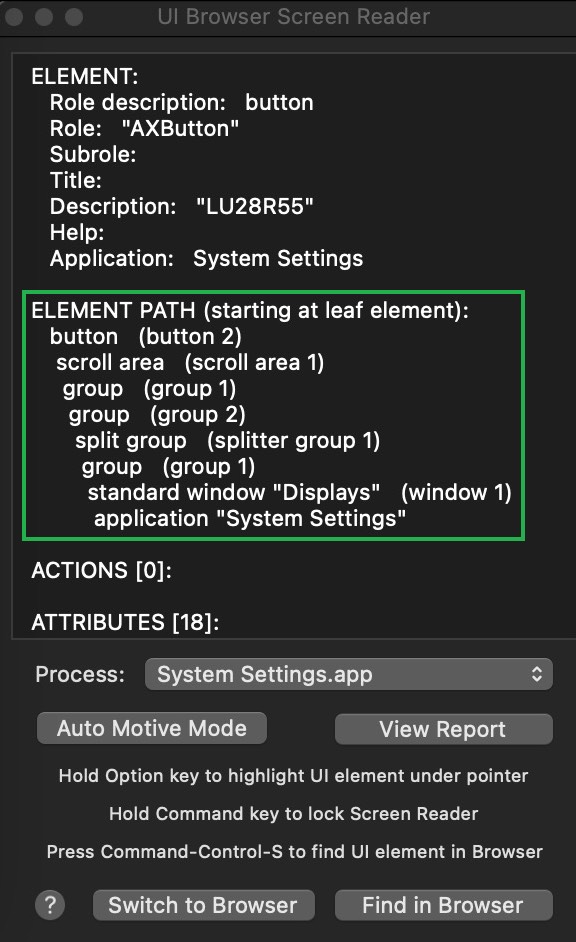 UI Browser Screen Reader
ELEMENT:
Role description: button
Role: "AXButton"
Subrole:
Title:
Description: "LU28R55"
Help:
Application: System Settings
ELEMENT PATH (starting at leaf element):
button (button 2)
scroll area (scroll area 1)
group (group 1)
group (group 2)
split group (splitter group 1)
group (group 1)
standard window "Displays" (window 1)
application "System Settings"
ACTIONS [0]:
ATTRIBUTES [18]:
Process: System Settings.app
Auto Motive Mode View Report
Hold Option key to highlight UI element under pointer
Hold Command key to lock Screen Reader
Press Command-Control-S to find UI element in Browser
? Switch to Browser Find in Browser